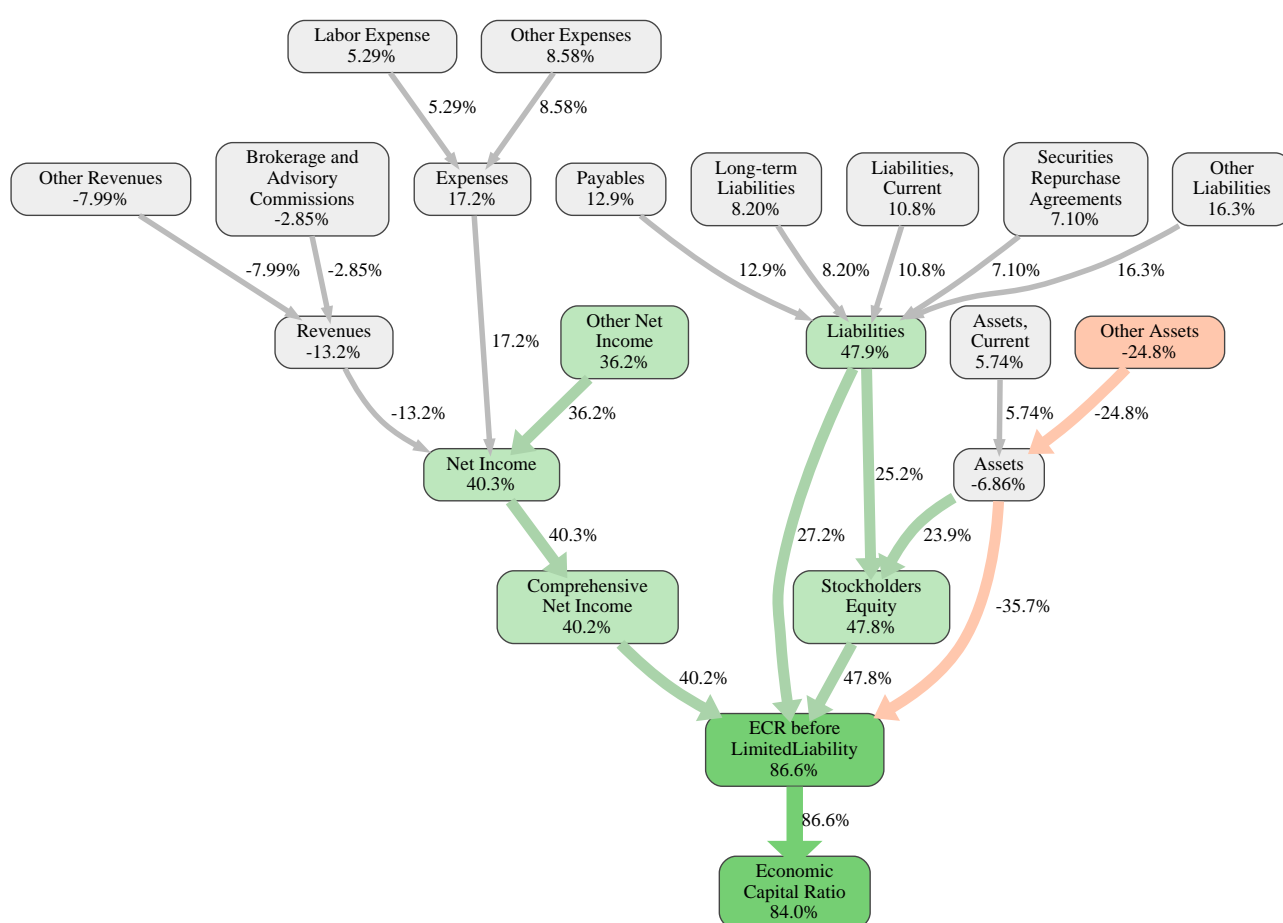 Labor Expense
5.29%
Other Expenses
8.58%
5.29%
8.58%
Other Revenues
-7.99%
Brokerage and
Advisory
Commissions
-2.85%
Expenses
17.2%
Payables
12.9%
Long-term
Liabilities
8.20%
Liabilities,
Current
10.8%
Securities
Repurchase
Agreements
7.10%
Other
Liabilities
16.3%
-7.99%
-2.85%
12.9%
8.20%
10.8%
7.10%
16.3%
Revenues
-13.2%
17.2%
Other Net
Income
36.2%
Liabilities
47.9%
Assets,
Current
5.74%
Other Assets
-24.8%
-13.2%
36.2%
5.74%
-24.8%
Net Income
40.3%
25.2%
Assets
-6.86%
40.3%
27.2%
23.9%
Comprehensive
Net Income
40.2%
Stockholders
Equity
47.8%
-35.7%
40.2%
47.8%
ECR before
LimitedLiability
86.6%
86.6%
Economic
Capital Ratio
84.0%